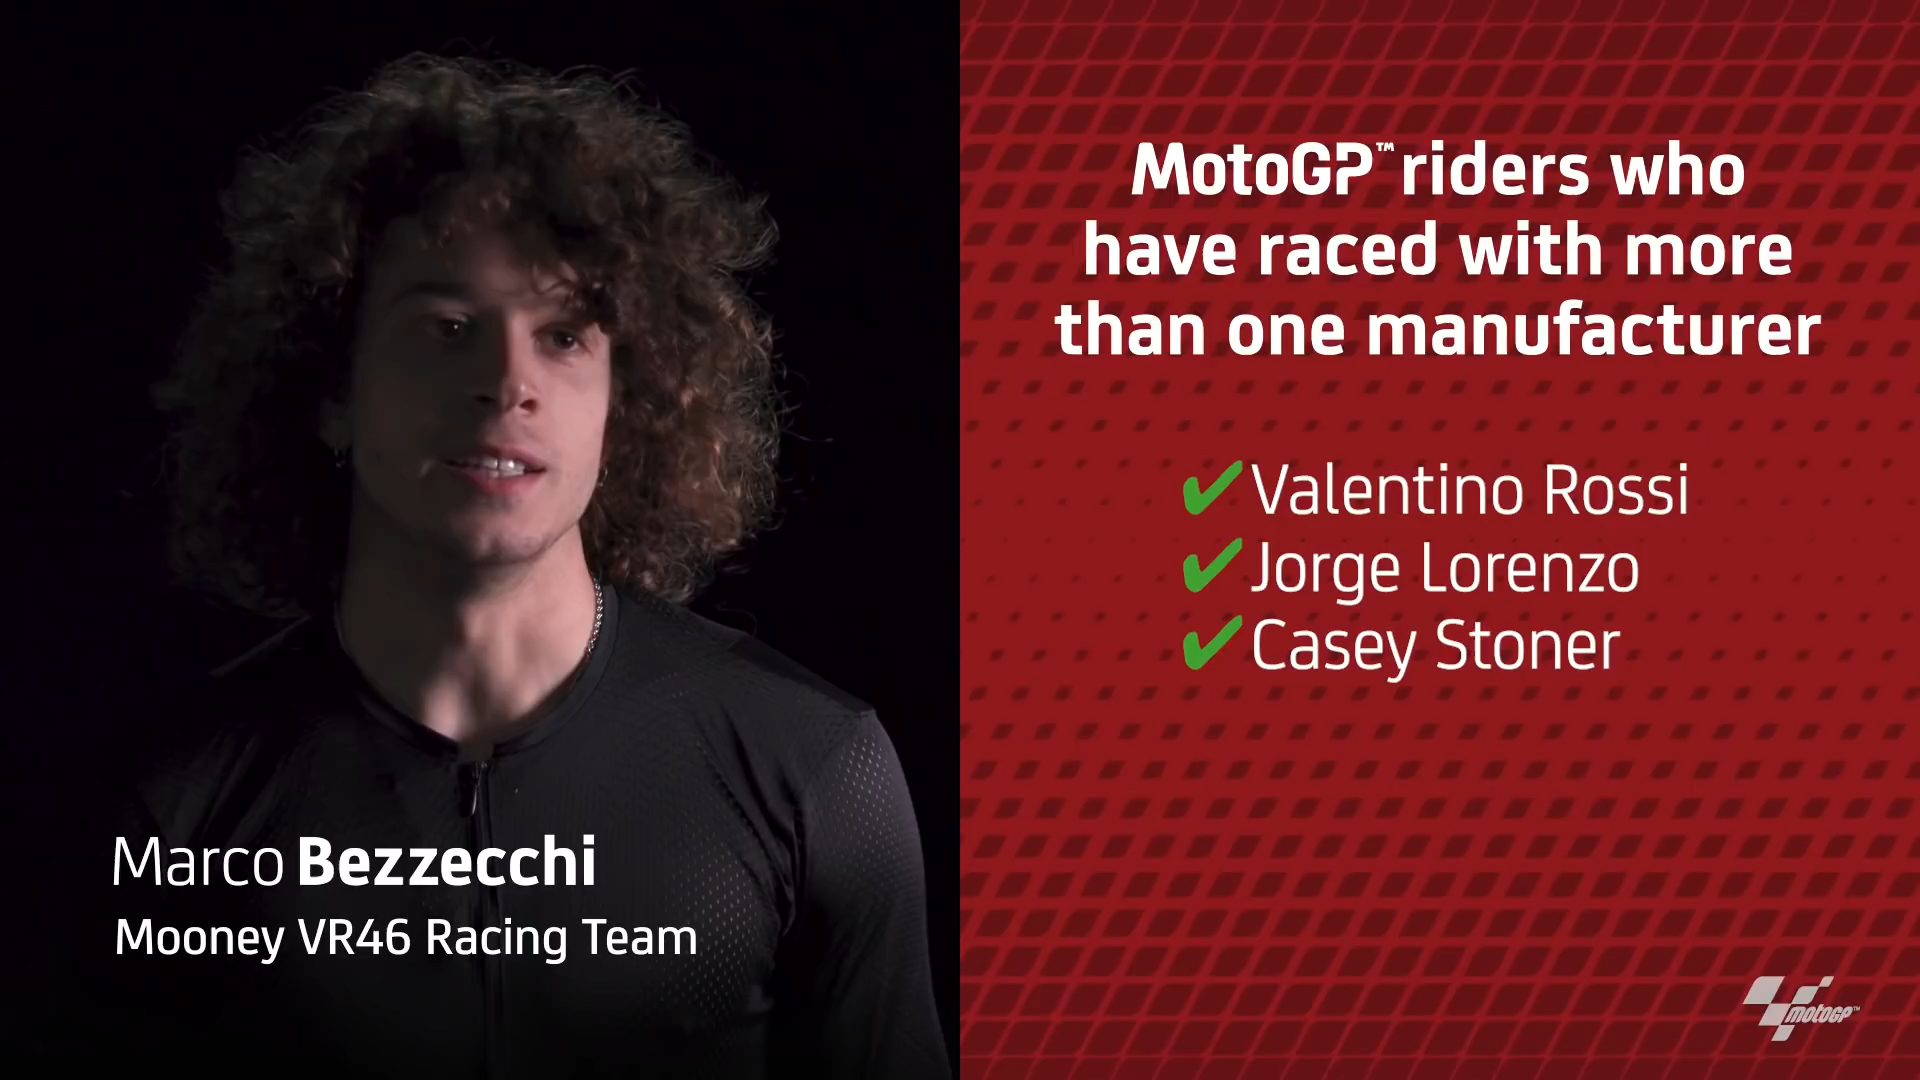 MotoGP™ riders who
have raced with more
than one manufacturer
✔Valentino Rossi
✔Jorge Lorenzo
✔Casey Stoner
Marco Bezzecchi
Mooney VR46 Racing Team
motoGP™